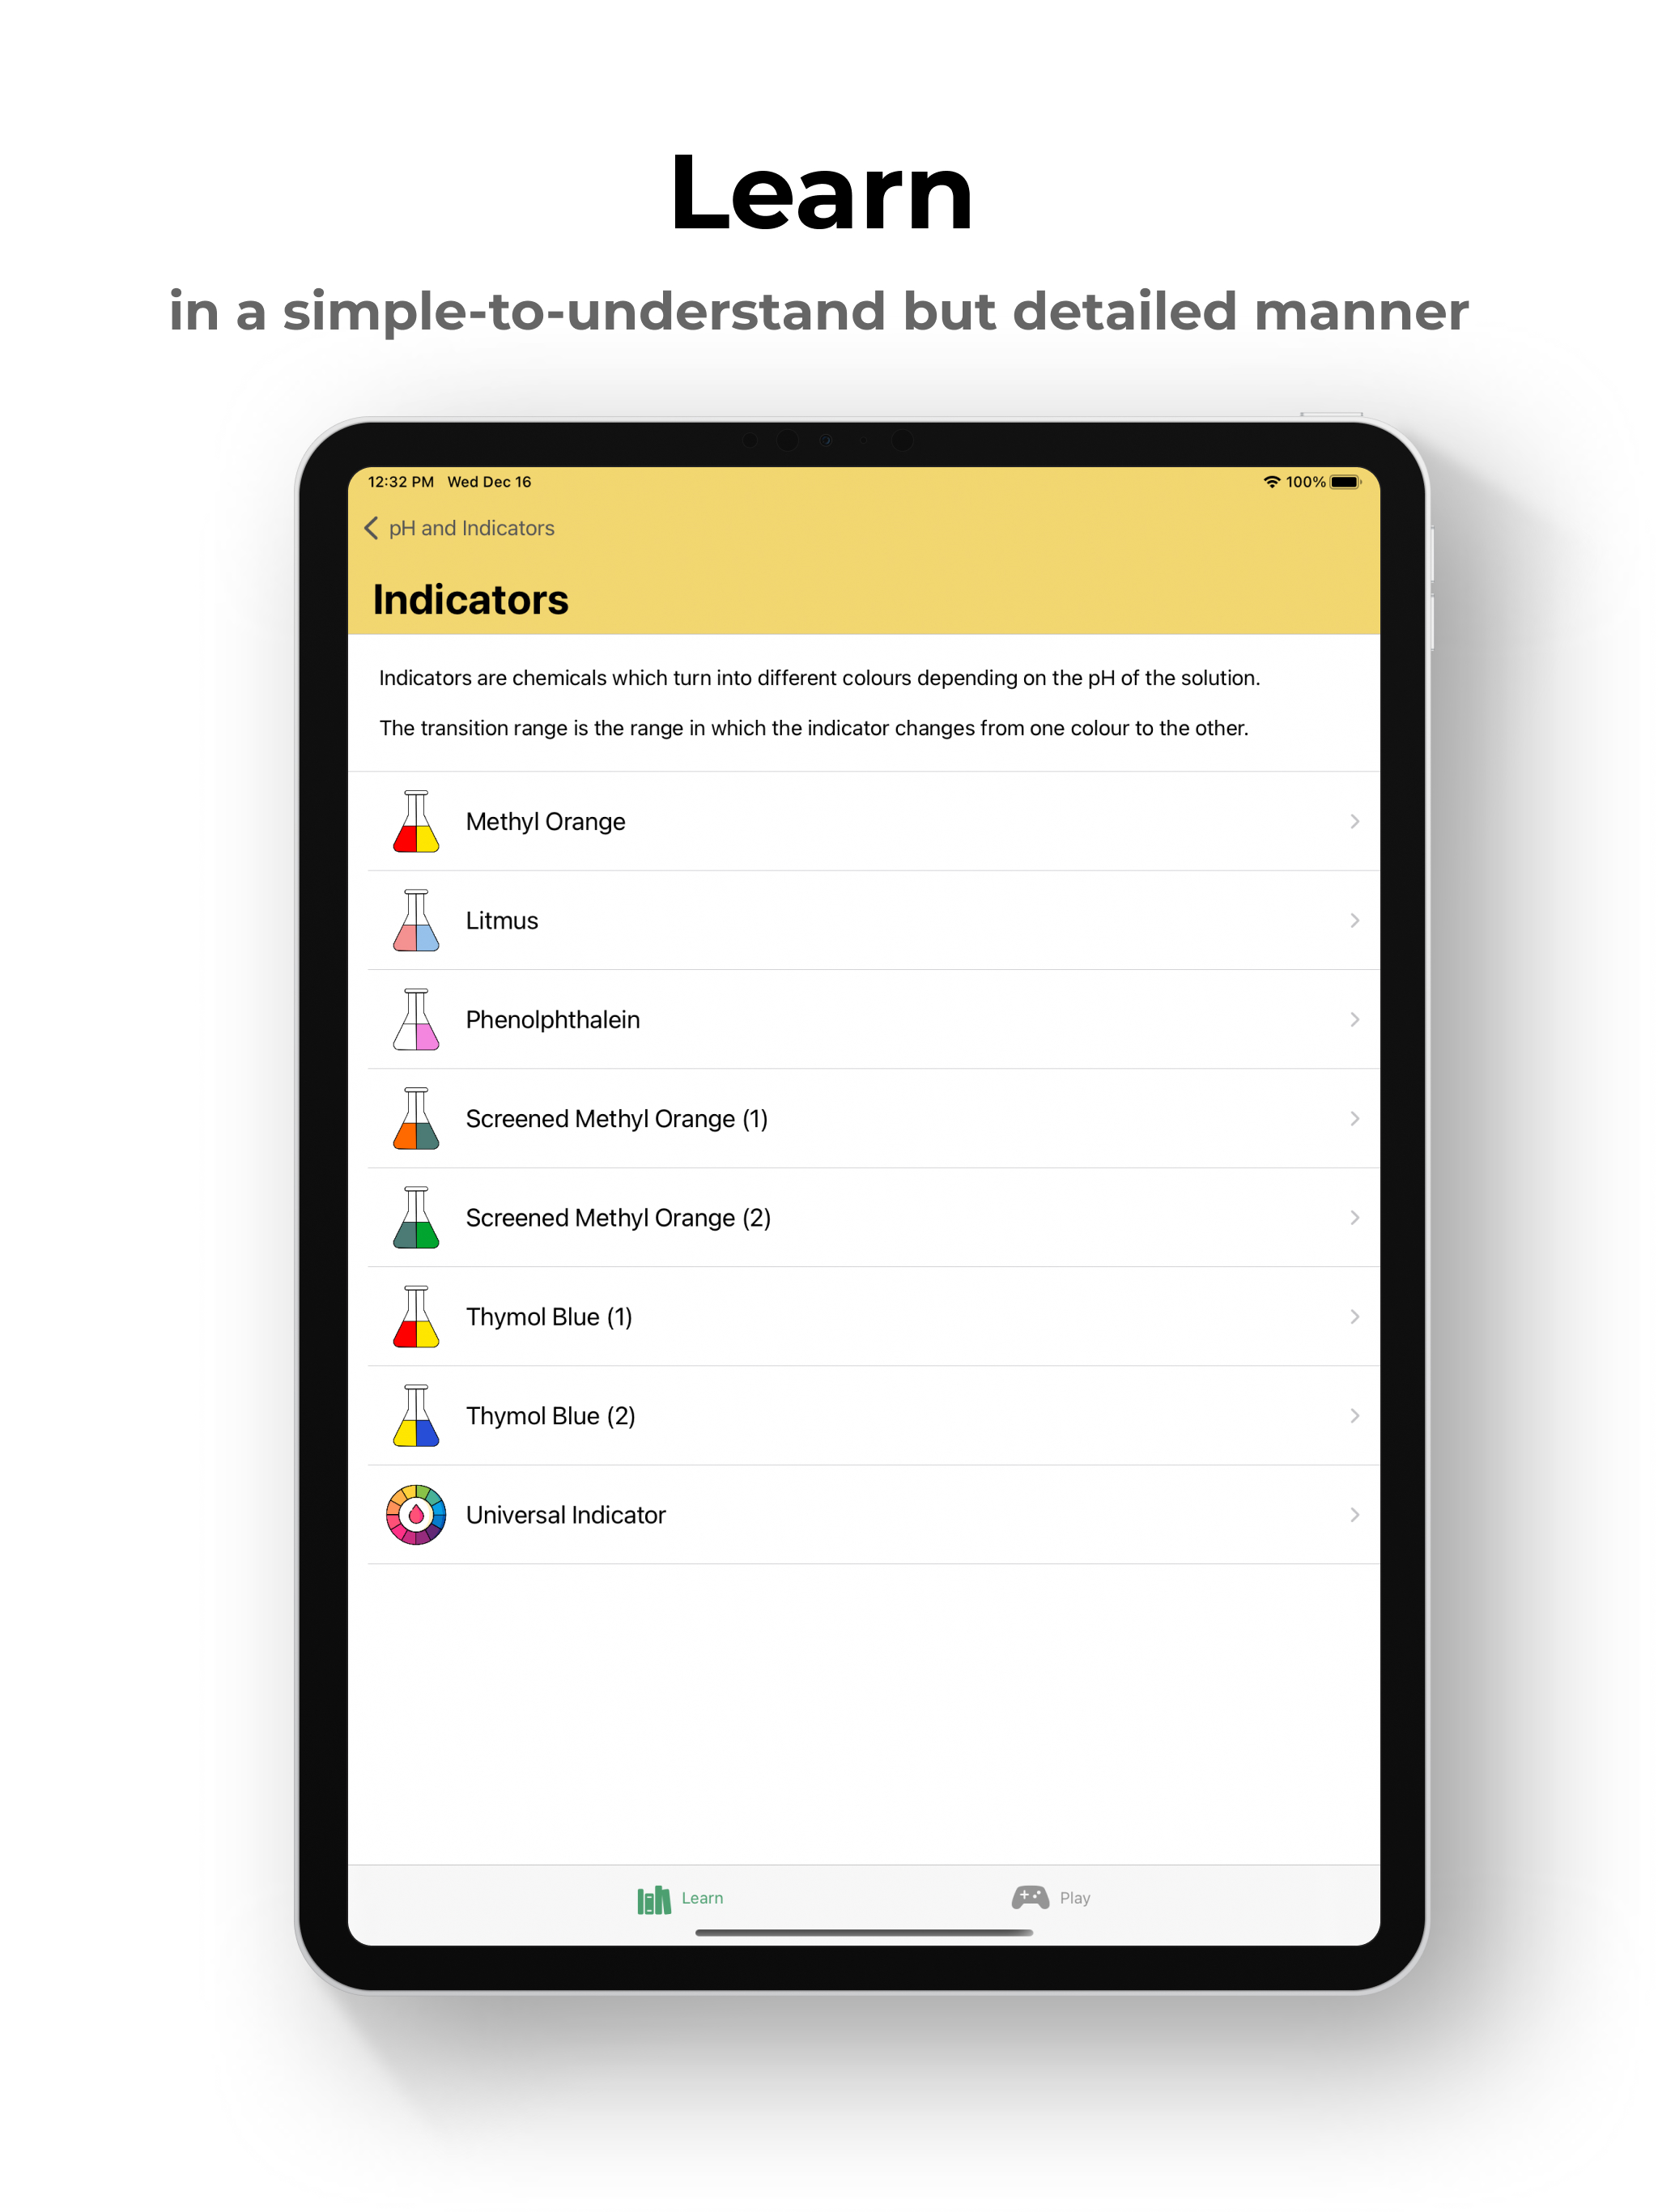 Learn
in a simple-to-understand but detailed manner
12:32 PM Wed Dec 16
100%
pH and Indicators
Indicators
Indicators are chemicals which turn into different colours depending on the pH of the solution.
The transition range is the range in which the indicator changes from one colour to the other.
Methyl Orange
Litmus
Phenolphthalein
Screened Methyl Orange (1)
Screened Methyl Orange (2)
Thymol Blue (1)
Thymol Blue (2)
Universal Indicator
Learn
Play